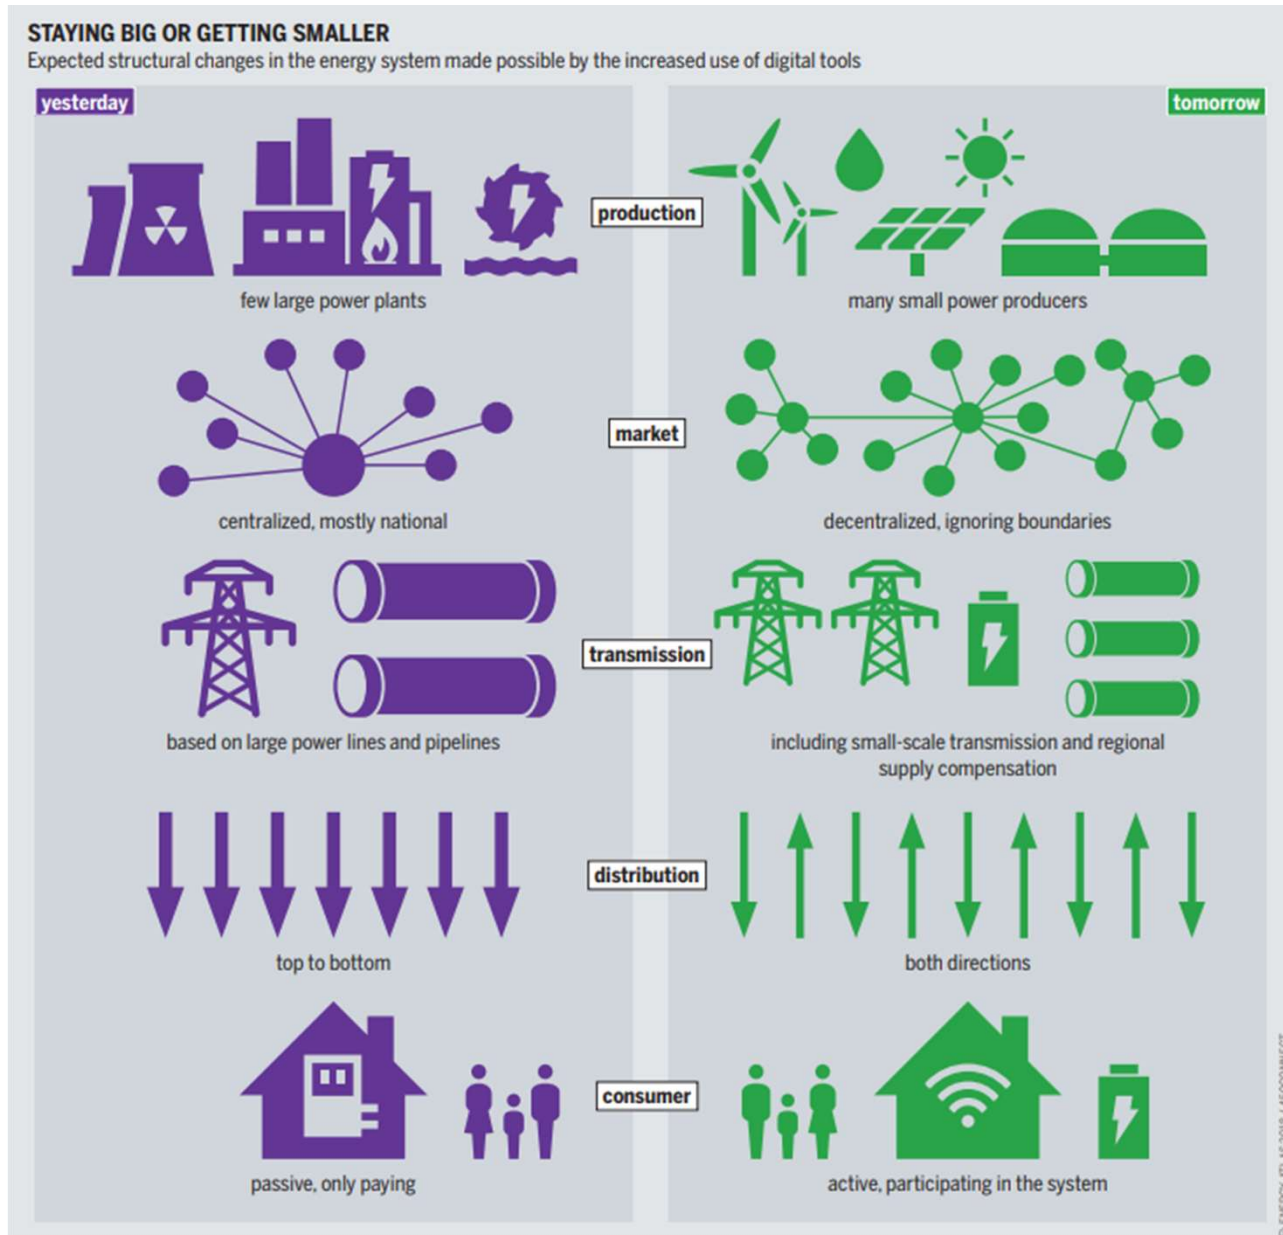 STAYING BIG OR GETTING SMALLER
Expected structural changes in the energy system made possible by the increased use of digital tools
yesterday
tomorrow
production
few large power plants
many small power producers
market
centralized, mostly national
decentralized, ignoring boundaries
transmission
based on large power lines and pipelines
including small-scale transmission and regional
supply compensation
distribution
top to bottom
both directions
consumer
passive, only paying
active, participating in the system